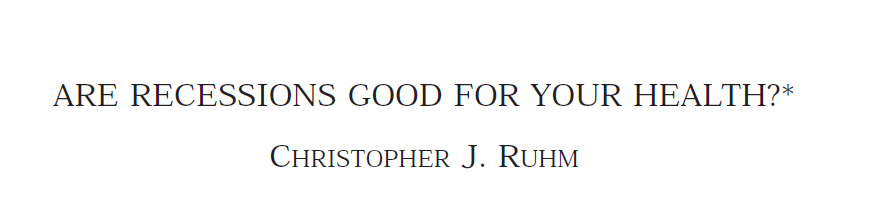 ARE RECESSIONS GOOD FOR YOUR HEALTH?*
CHRISTOPHER J. RUHM